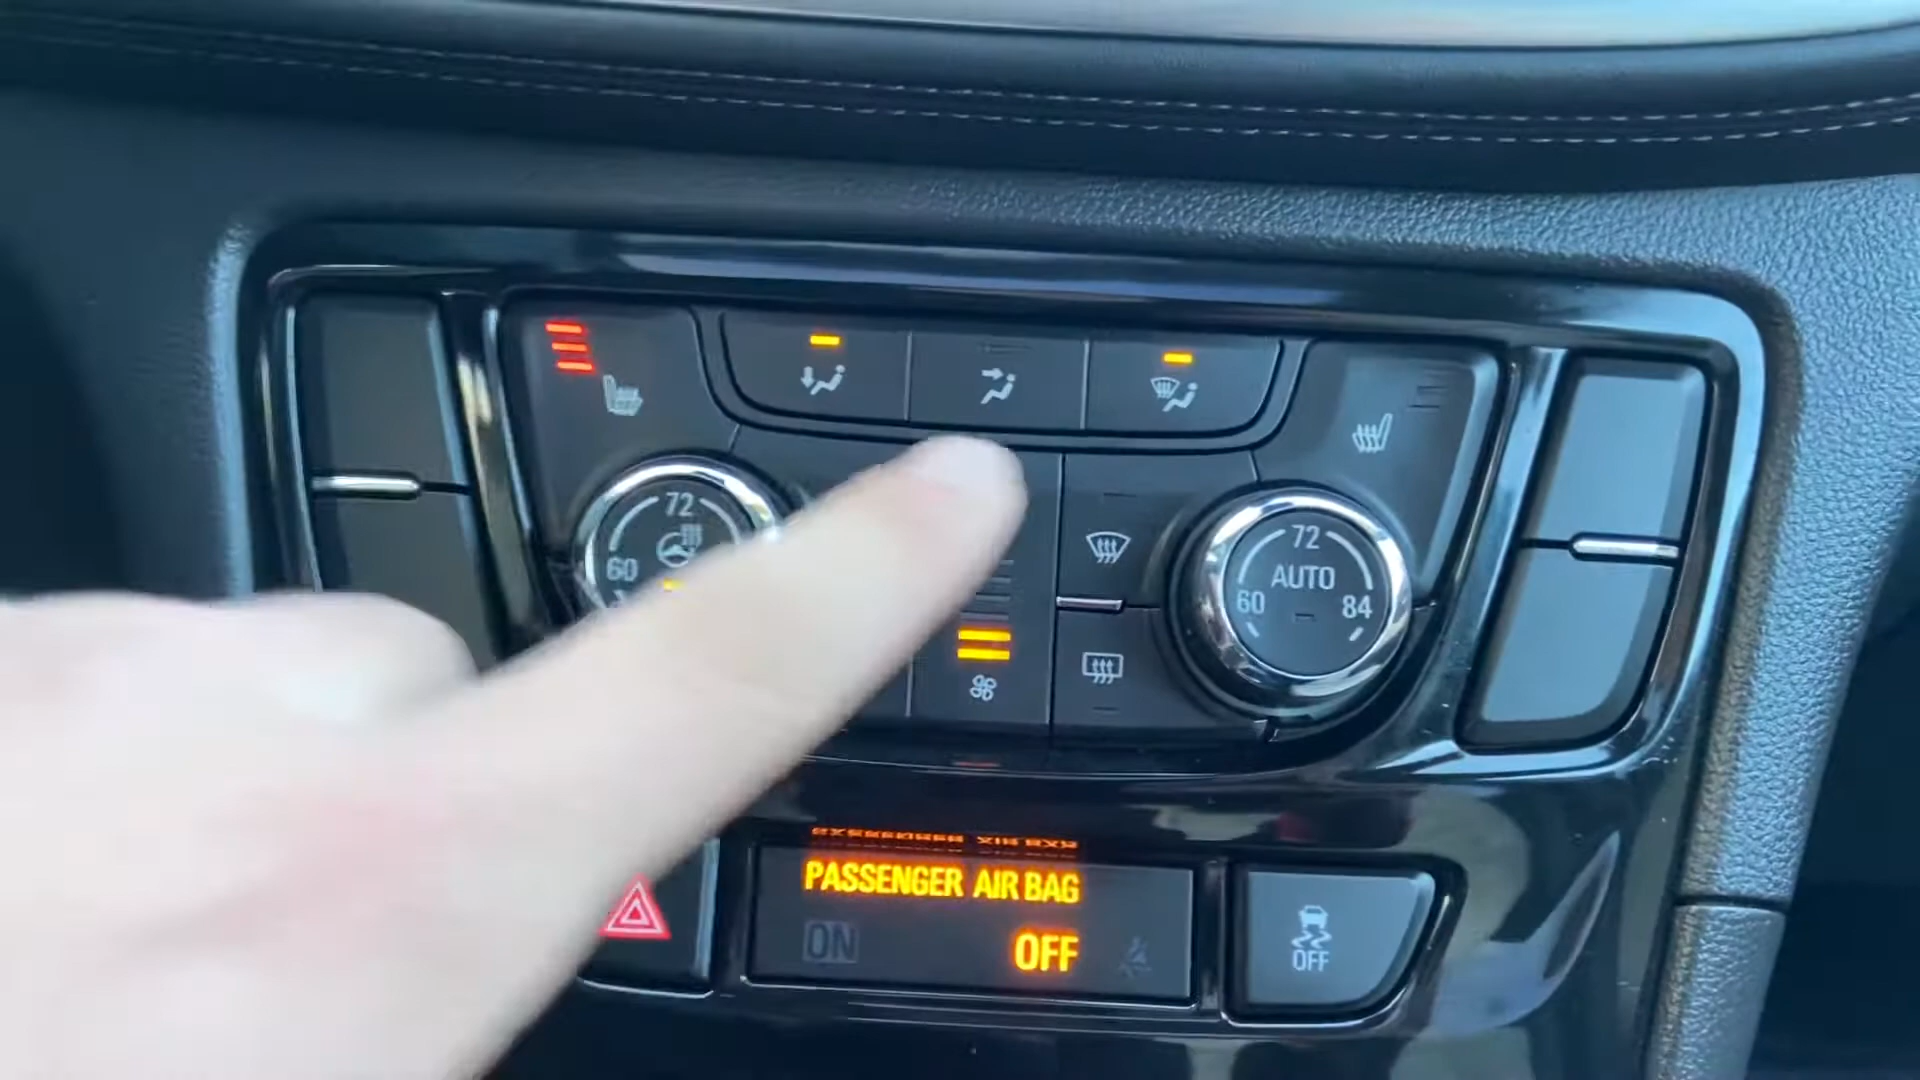 72
60
72
AUTO
60 84
PASSENGER AIR BAG
ON OFF
OFF